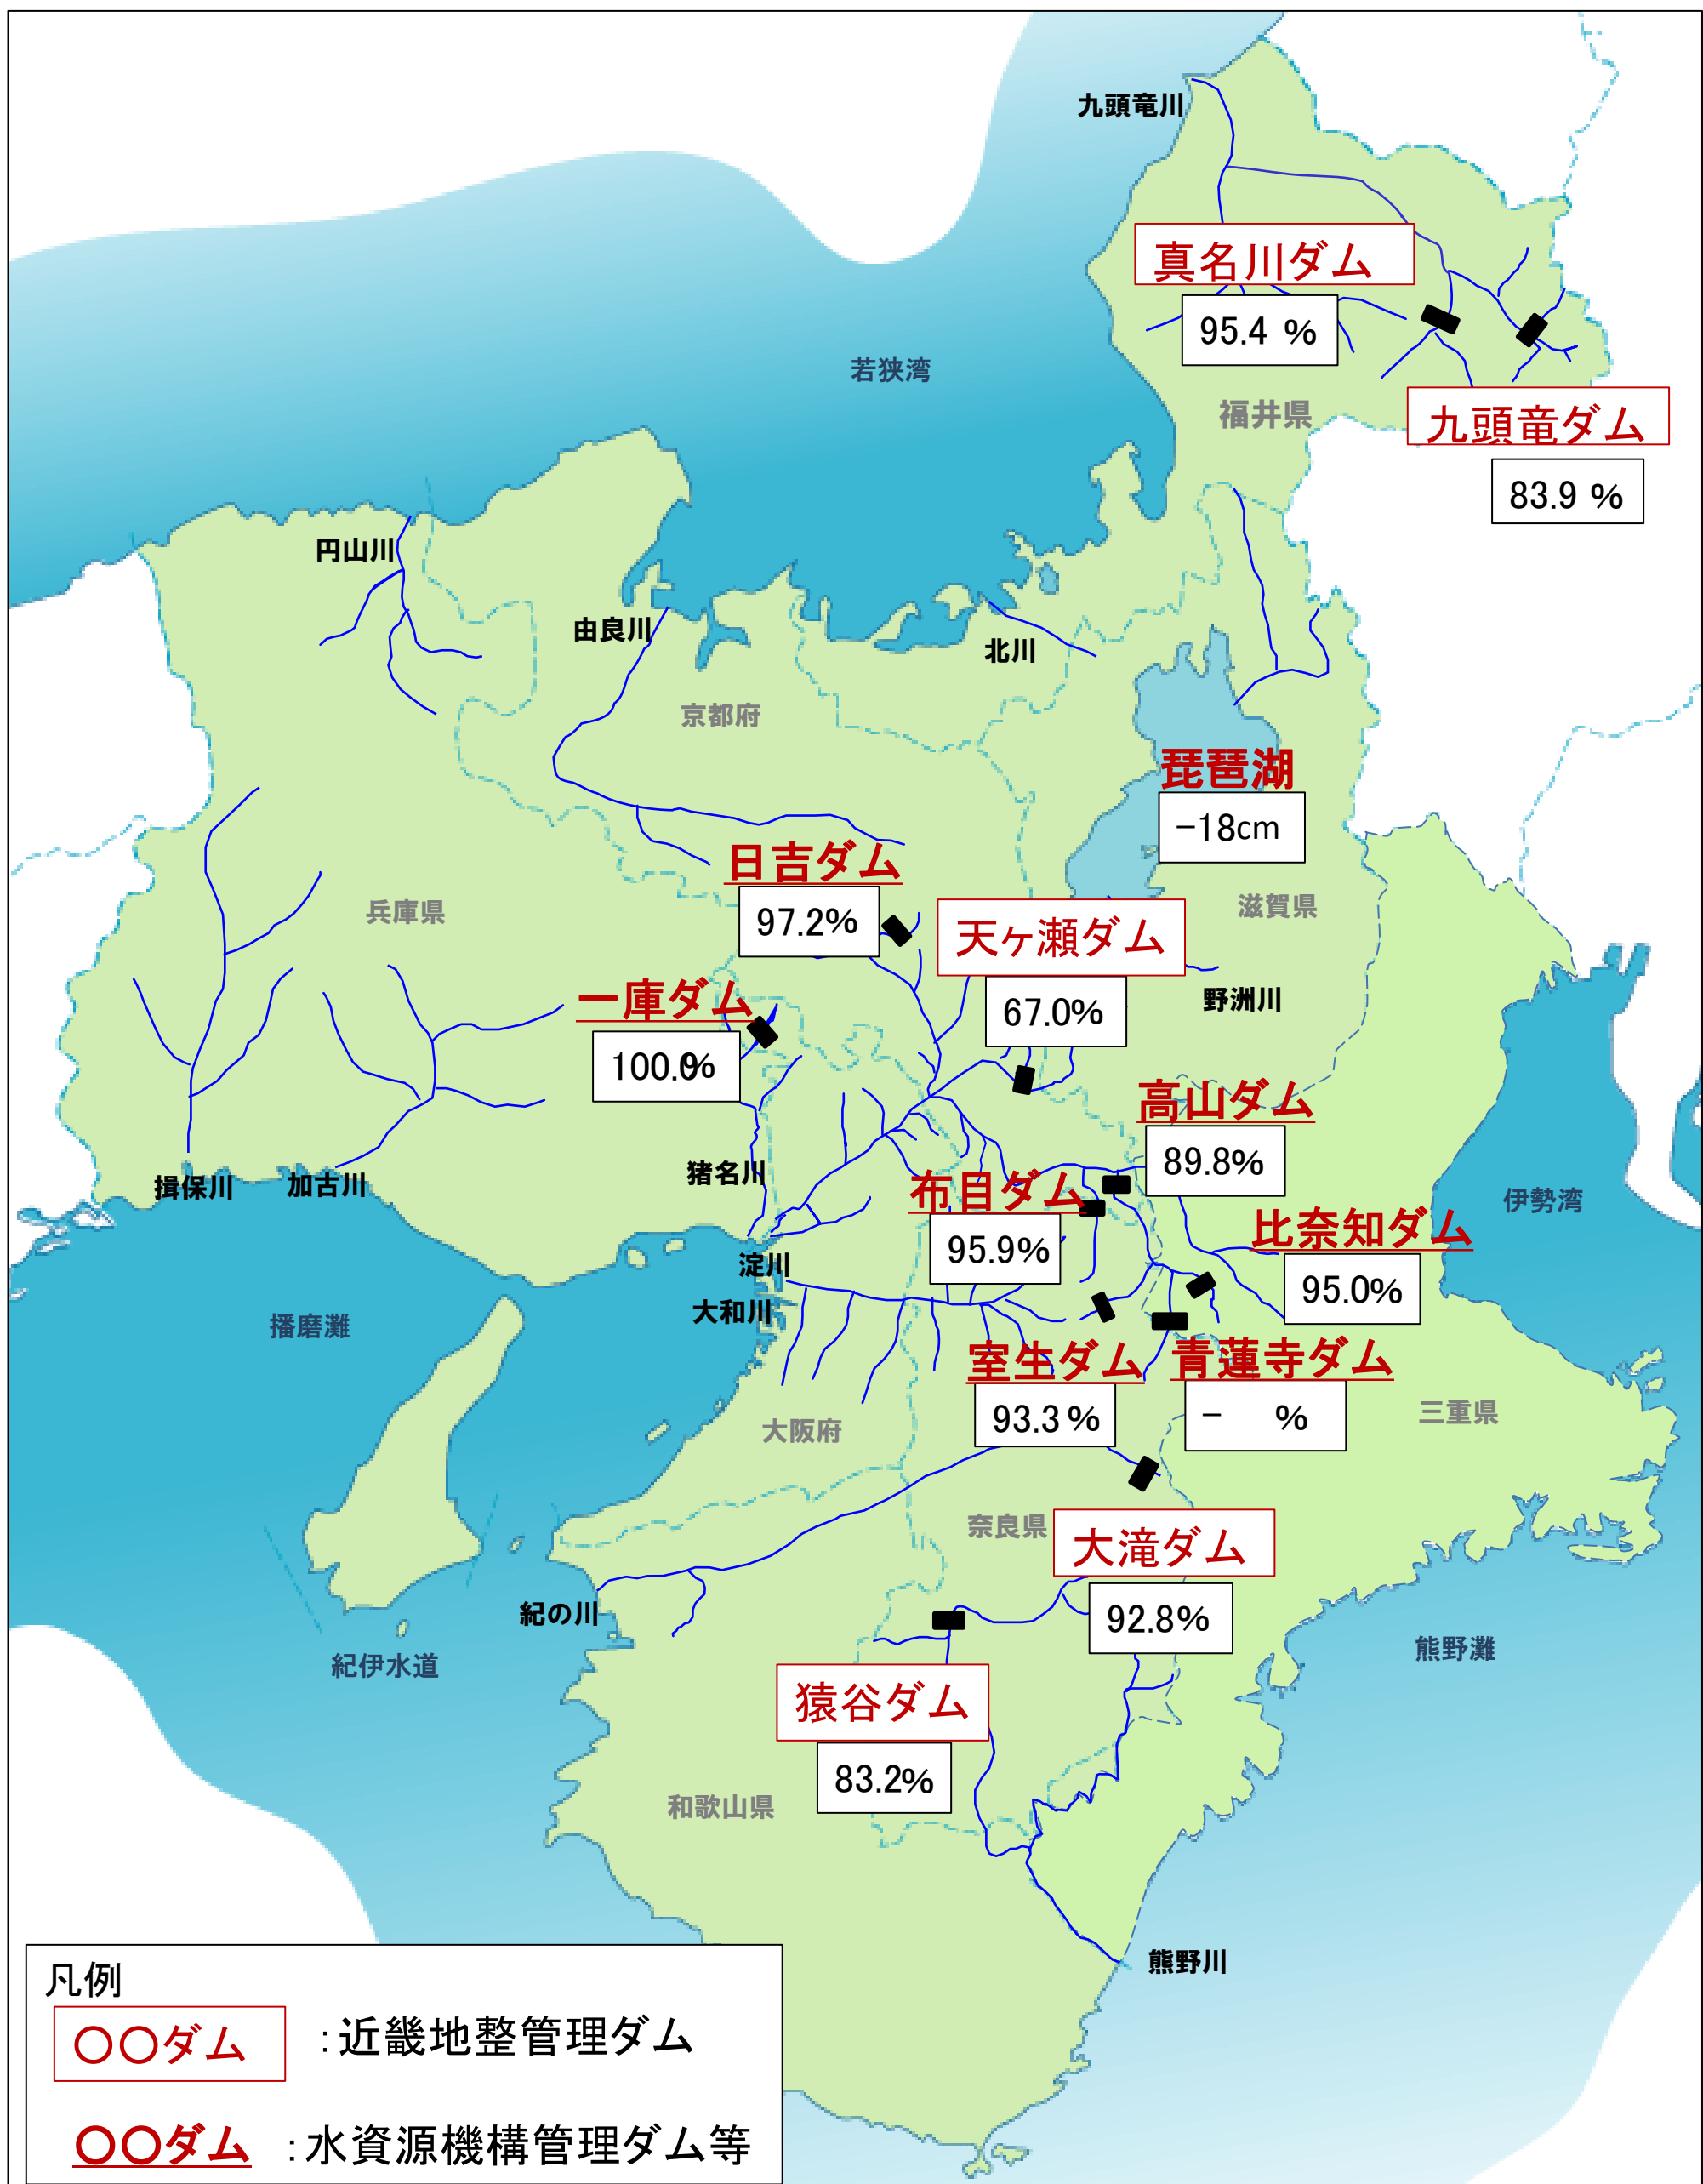 九頭竜川
真名川ダム
95.4 %
若狭湾
福井県
九頭竜ダム
83.9 %
円山川
由良川
北川
京都府
琵琶湖
-18cm
日吉ダム
97.2%
兵庫県
天ヶ瀬ダム
67.0%
滋賀県
野洲川
一庫ダム
100.0%
高山ダム
89.8%
猪名川
揖保川
加古川
布目ダム
95.9%
伊勢湾
比奈知ダム
95.0%
淀川
大和川
播磨灘
室生ダム
93.3 %
青蓮寺ダム
- %
大阪府
三重県
奈良県
大滝ダム
92.8%
紀の川
紀伊水道
熊野灘
猿谷ダム
83.2%
和歌山県
熊野川
凡例
〇〇ダム :近畿地整管理ダム
〇〇ダム :水資源機構管理ダム等